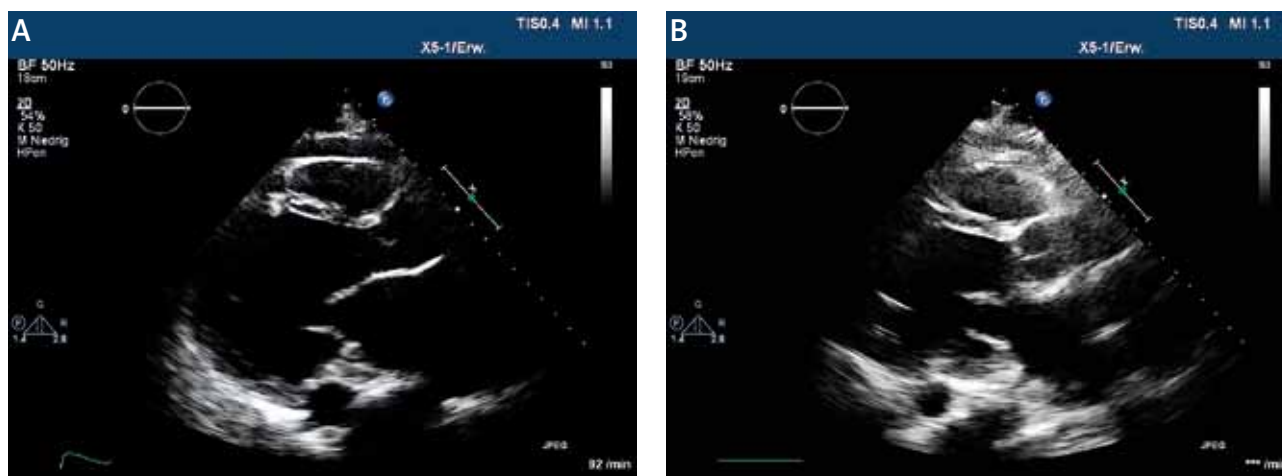 A
TIS0.4 MI 1.1
X5-1/Erw.
BF 50Hz
18cm
2D
54%
K 50
M Niedrig
HPen
JPEG
92 /min
B
TIS0.4 MI 1.1
X5-1/Erw.
BF 50Hz
19cm
2D
58%
K 50
M Niedrig
HPen
JPEG